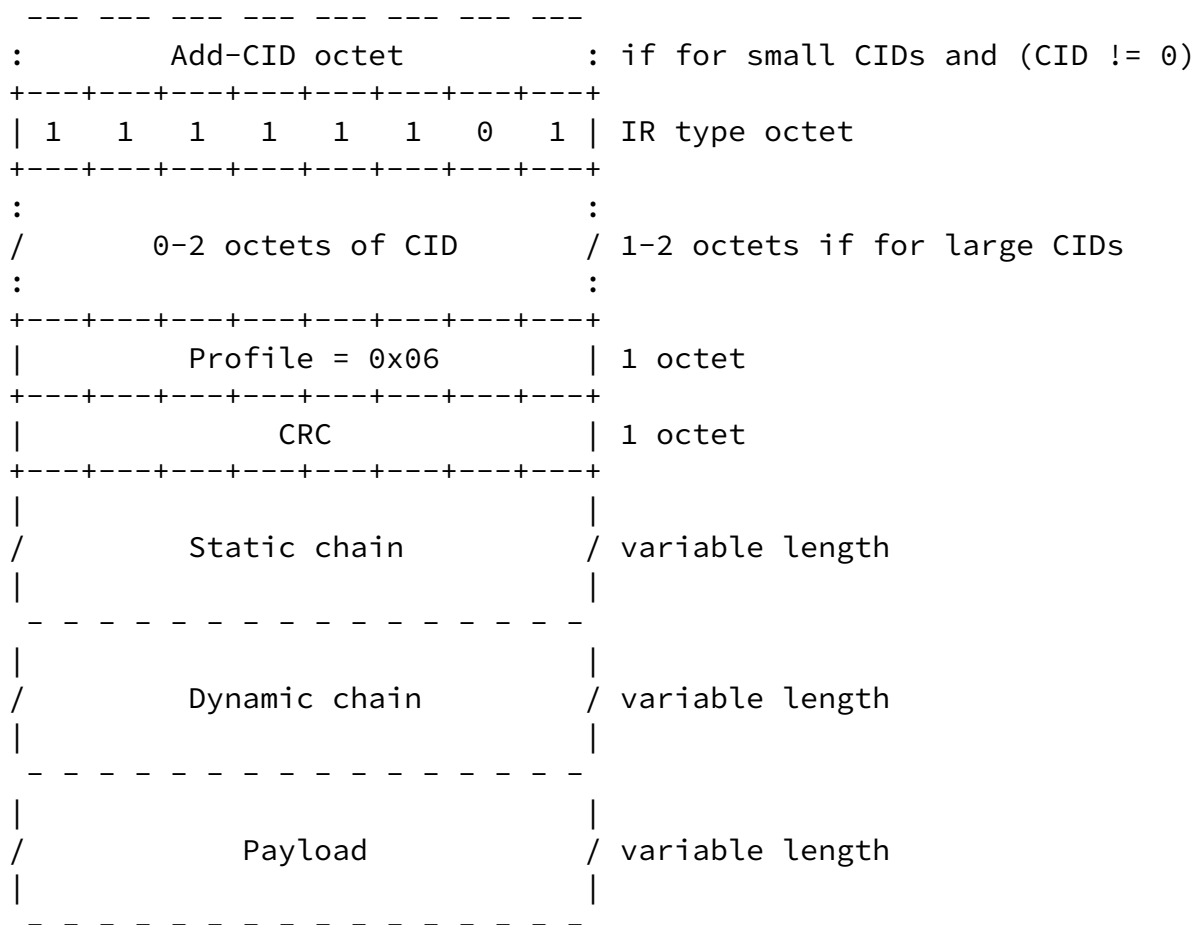 --- --- --- --- --- --- --- ---
:         Add-CID octet         : if for small CIDs and (CID != 0)
+---+---+---+---+---+---+---+---+
| 1   1   1   1   1   1   0   1 | IR type octet
+---+---+---+---+---+---+---+---+
:                               :
/       0-2 octets of CID       / 1-2 octets if for large CIDs
:                               :
+---+---+---+---+---+---+---+---+
|         Profile = 0x06        | 1 octet
+---+---+---+---+---+---+---+---+
|              CRC              | 1 octet
+---+---+---+---+---+---+---+---+
|                               |
/         Static chain          / variable length
|                               |
 - - - - - - - - - - - - - - - -
|                               |
/         Dynamic chain         / variable length
|                               |
 - - - - - - - - - - - - - - - -
|                               |
/            Payload            / variable length
|                               |
 - - - - - - - - - - - - - - - -